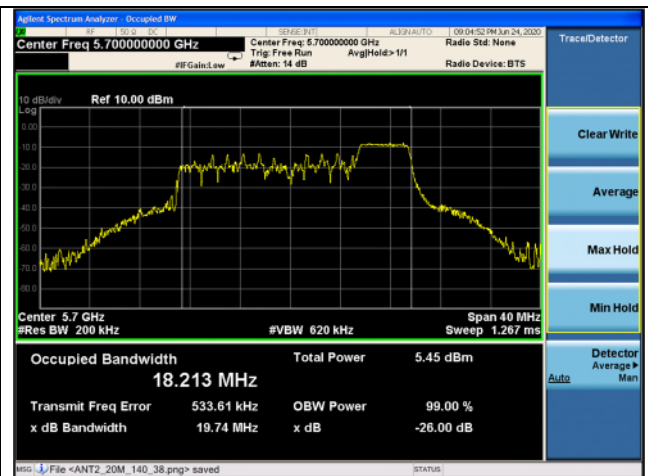 Agilent Spectrum Analyzer - Occupied BW
RF 50 Ω DC SENSE:INT ALIGNAUTO 09:04:52 PM Jun 24, 2020
Center Freq 5.700000000 GHz
Center Freq: 5.700000000 GHz
Radio Std: None
Trig: Free Run Avg|Hold:>1/1
#IFGain:Low
#Atten: 14 dB
Radio Device: BTS
Trace/Detector
10 dB/div Ref 10.00 dBm
Log
0.00
-10.0
-20.0
-30.0
-40.0
-50.0
-60.0
-80.0
Clear Write
Average
Max Hold
Min Hold
Center 5.7 GHz
Span 40 MHz
#Res BW 200 kHz
#VBW 620 kHz
Sweep 1.267 ms
Occupied Bandwidth
18.213 MHz
Total Power 5.45 dBm
Transmit Freq Error 533.61 kHz
OBW Power 99.00 %
x dB Bandwidth 19.74 MHz
x dB -26.00 dB
Detector
Average
Auto Man
MSG File <ANT2_20M_140_38.png> saved
STATUS